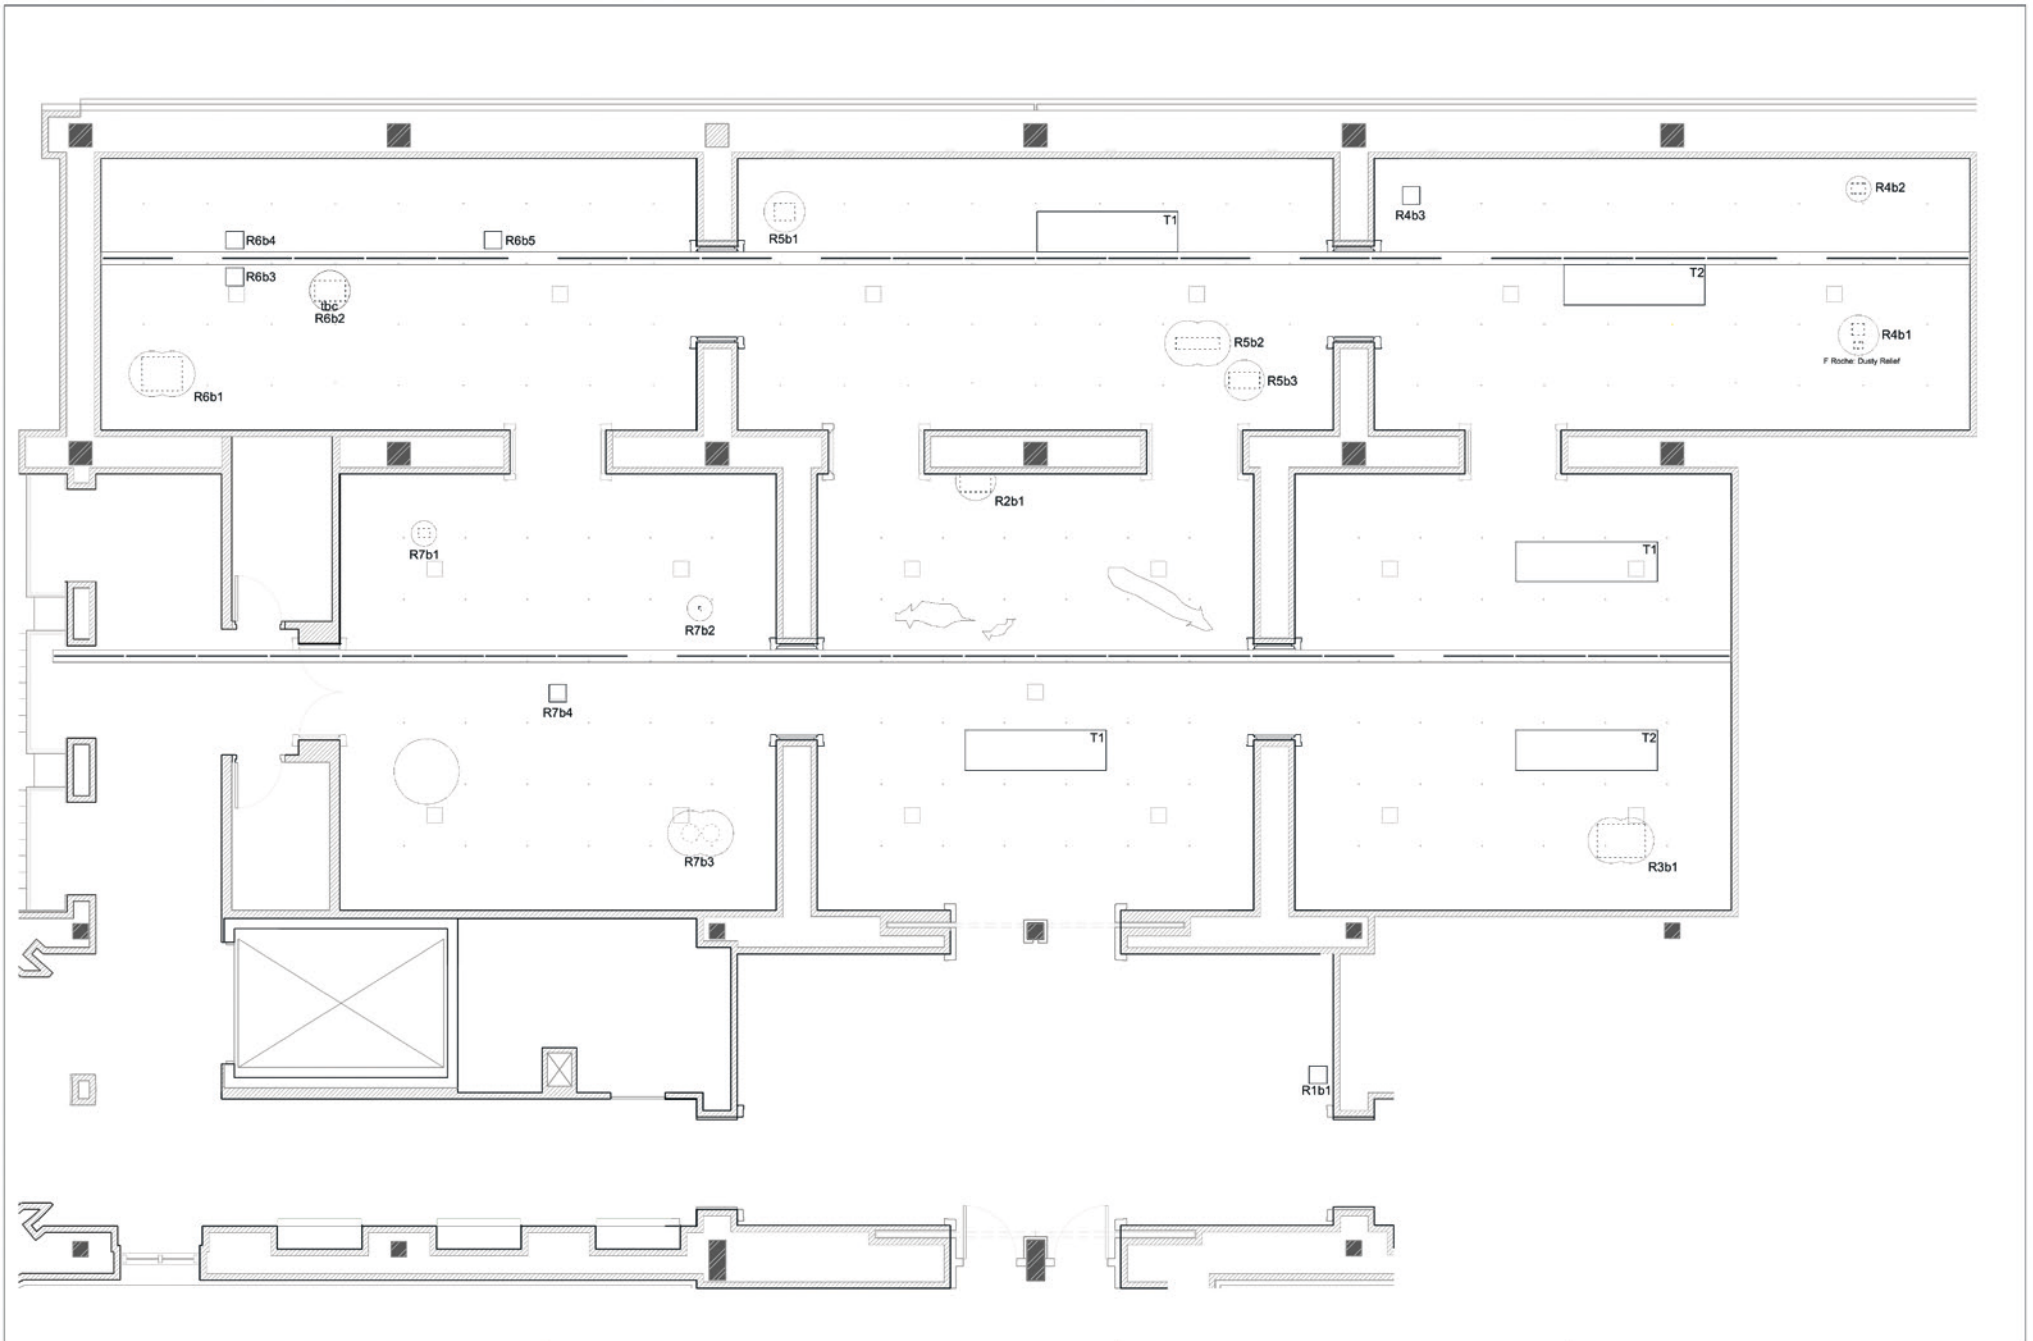 R4b2
R4b3
T1
R5b1
R6b4
R6b5
T2
R6b3
tbc
R6b2
R4b1
R5b2
F Roche: Dusty Relief
R5b3
R6b1
R2b1
T1
R7b1
R7b2
R7b4
T1
T2
R7b3
R3b1
R1b1